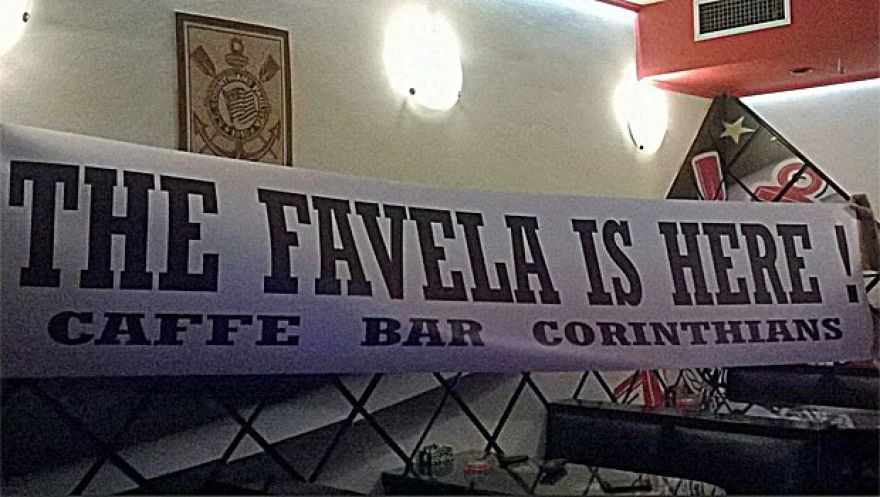 THE FAVELA IS HERE !
CAFFE BAR CORINTHIANS